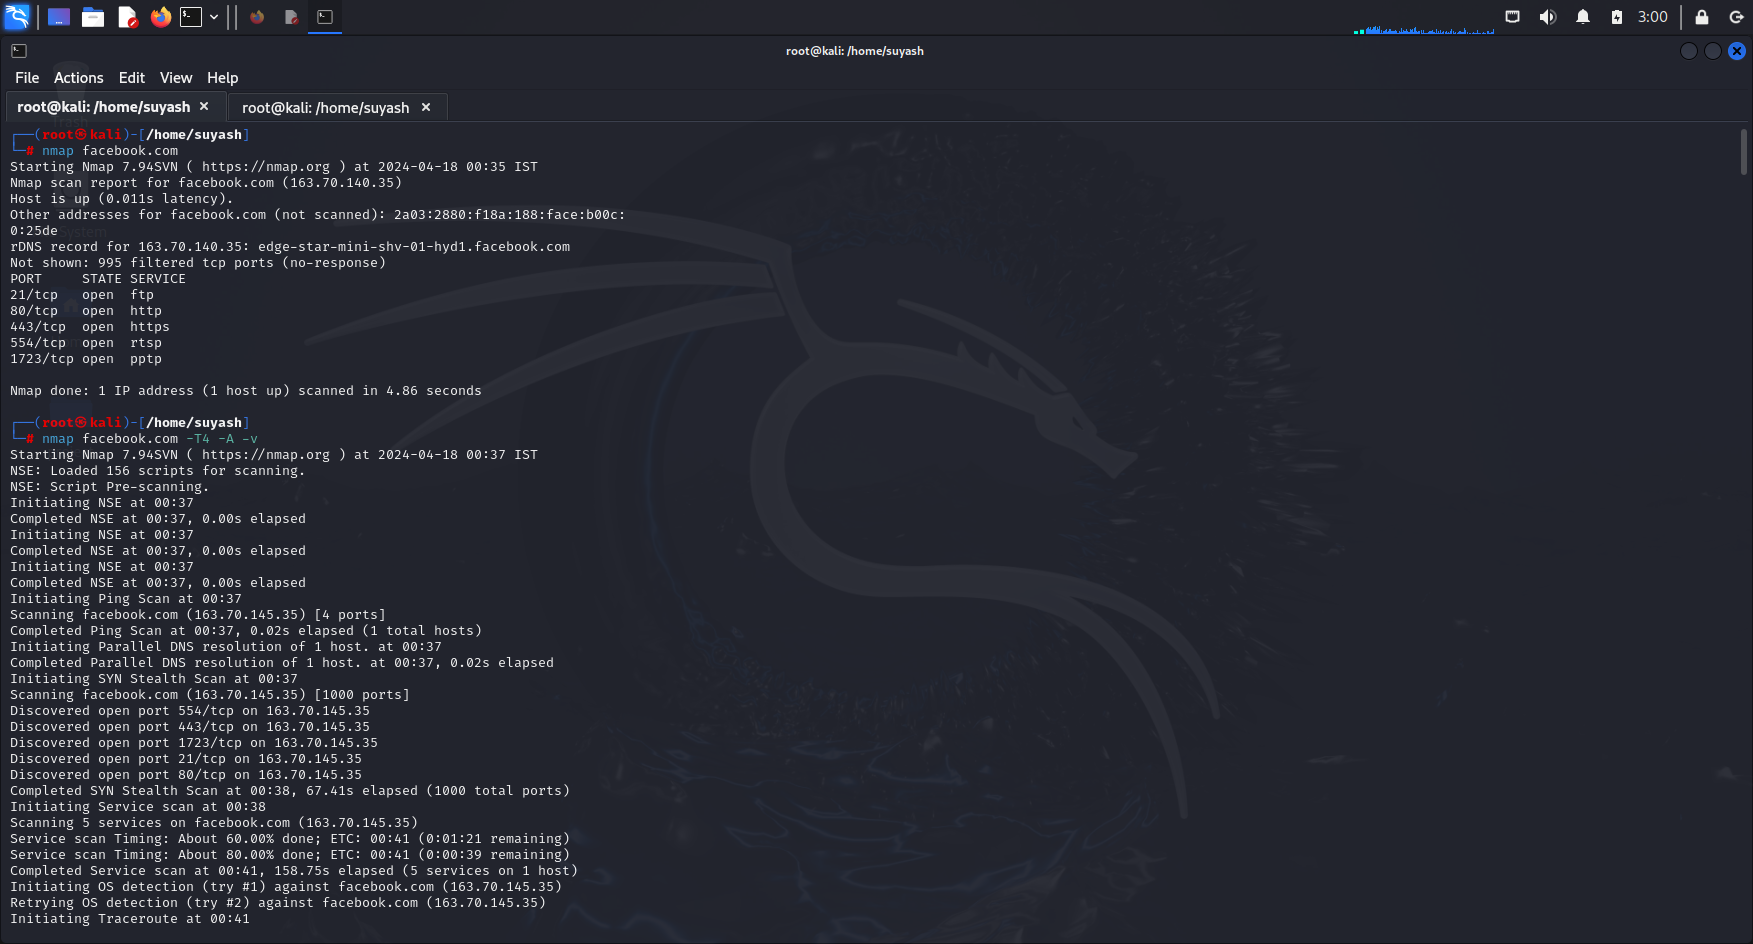 3:00
root@kali: /home/suyash
File Actions Edit View Help
root@kali: /home/suyash × root@kali: /home/suyash ×
┌──(root㉿kali)-[/home/suyash]
└─# nmap facebook.com
Starting Nmap 7.94SVN ( https://nmap.org ) at 2024-04-18 00:35 IST
Nmap scan report for facebook.com (163.70.140.35)
Host is up (0.011s latency).
Other addresses for facebook.com (not scanned): 2a03:2880:f18a:188:face:b00c:
0:25de
rDNS record for 163.70.140.35: edge-star-mini-shv-01-hyd1.facebook.com
Not shown: 995 filtered tcp ports (no-response)
PORT     STATE SERVICE
21/tcp   open  ftp
80/tcp   open  http
443/tcp  open  https
554/tcp  open  rtsp
1723/tcp open  pptp
Nmap done: 1 IP address (1 host up) scanned in 4.86 seconds
┌──(root㉿kali)-[/home/suyash]
└─# nmap facebook.com -T4 -A -v
Starting Nmap 7.94SVN ( https://nmap.org ) at 2024-04-18 00:37 IST
NSE: Loaded 156 scripts for scanning.
NSE: Script Pre-scanning.
Initiating NSE at 00:37
Completed NSE at 00:37, 0.00s elapsed
Initiating NSE at 00:37
Completed NSE at 00:37, 0.00s elapsed
Initiating NSE at 00:37
Completed NSE at 00:37, 0.00s elapsed
Initiating Ping Scan at 00:37
Scanning facebook.com (163.70.145.35) [4 ports]
Completed Ping Scan at 00:37, 0.02s elapsed (1 total hosts)
Initiating Parallel DNS resolution of 1 host. at 00:37
Completed Parallel DNS resolution of 1 host. at 00:37, 0.02s elapsed
Initiating SYN Stealth Scan at 00:37
Scanning facebook.com (163.70.145.35) [1000 ports]
Discovered open port 554/tcp on 163.70.145.35
Discovered open port 443/tcp on 163.70.145.35
Discovered open port 1723/tcp on 163.70.145.35
Discovered open port 21/tcp on 163.70.145.35
Discovered open port 80/tcp on 163.70.145.35
Completed SYN Stealth Scan at 00:38, 67.41s elapsed (1000 total ports)
Initiating Service scan at 00:38
Scanning 5 services on facebook.com (163.70.145.35)
Service scan Timing: About 60.00% done; ETC: 00:41 (0:01:21 remaining)
Service scan Timing: About 80.00% done; ETC: 00:41 (0:00:39 remaining)
Completed Service scan at 00:41, 158.75s elapsed (5 services on 1 host)
Initiating OS detection (try #1) against facebook.com (163.70.145.35)
Retrying OS detection (try #2) against facebook.com (163.70.145.35)
Initiating Traceroute at 00:41